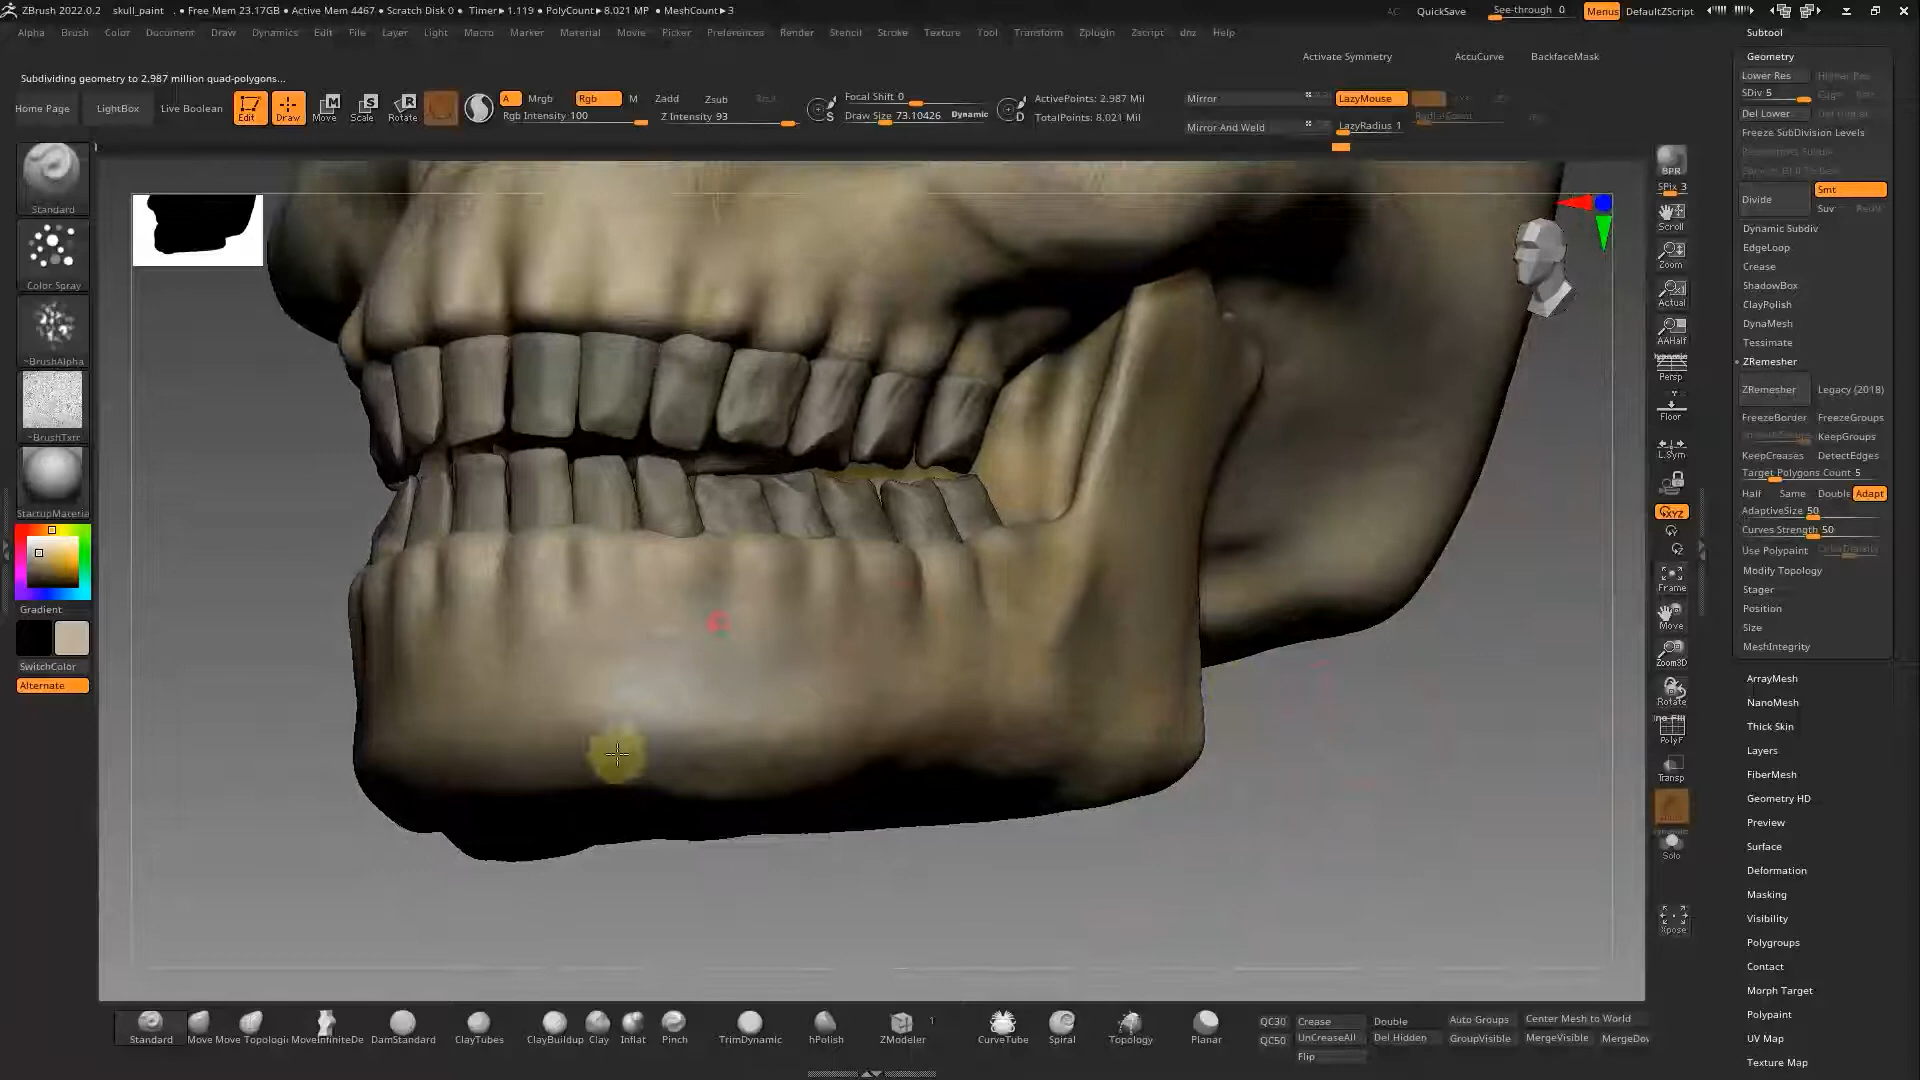 ZBrush 2022.0.2 skull_paint . • Free Mem 23.17GB • Active Mem 4467 • Scratch Disk 0 • Timer▸1.119 • PolyCount▸8.021 MP • MeshCount▸3
AC QuickSave See-through 0 Menus DefaultZScript
Alpha Brush Color Document Draw Dynamics Edit File Layer Light Macro Marker Material Movie Picker Preferences Render Stencil Stroke Texture Tool Transform Zplugin Zscript dnz Help
Activate Symmetry AccuCurve BackfaceMask
Subdividing geometry to 2.987 million quad-polygons...
Home Page LightBox Live Boolean Edit Draw Move Scale Rotate
A Mrgb Rgb M Zadd Zsub
Rgb Intensity 100 Z Intensity 93
Focal Shift 0
Draw Size 73.10426 Dynamic
ActivePoints: 2.987 Mil
TotalPoints: 8.021 Mil
Mirror
Mirror And Weld
LazyMouse
LazyRadius 1
RadialCount
Standard
Color Spray
~BrushAlpha
~BrushTxtr
StartupMateria
Gradient
SwitchColor
Alternate
BPR
SPix 3
Scroll
Zoom
Actual
AAHalf
Dynamic
Persp
Floor
L.Sym
XYZ
Frame
Move
Zoom3D
Rotate
PolyF
Transp
Solo
Xpose
Subtool
Geometry
Lower Res Higher Res
SDiv 5
Del Lower
Freeze SubDivision Levels
Divide Smt
Suv
Dynamic Subdiv
EdgeLoop
Crease
ShadowBox
ClayPolish
DynaMesh
Tessimate
ZRemesher
ZRemesher Legacy (2018)
FreezeBorder FreezeGroups
KeepGroups
KeepCreases DetectEdges
Target Polygons Count 5
Half Same Double Adapt
AdaptiveSize 50
Curves Strength 50
Use Polypaint
Modify Topology
Stager
Position
Size
MeshIntegrity
ArrayMesh
NanoMesh
Thick Skin
Layers
FiberMesh
Geometry HD
Preview
Surface
Deformation
Masking
Visibility
Polygroups
Contact
Morph Target
Polypaint
UV Map
Texture Map
Standard Move Move Topologic MoveInfiniteDe DamStandard ClayTubes ClayBuildup Clay Inflat Pinch TrimDynamic hPolish ZModeler 1 CurveTube Spiral Topology Planar
QC30 Crease Double Auto Groups Center Mesh to World
QC50 UnCreaseAll Del Hidden GroupVisible MergeVisible MergeDov
Flip